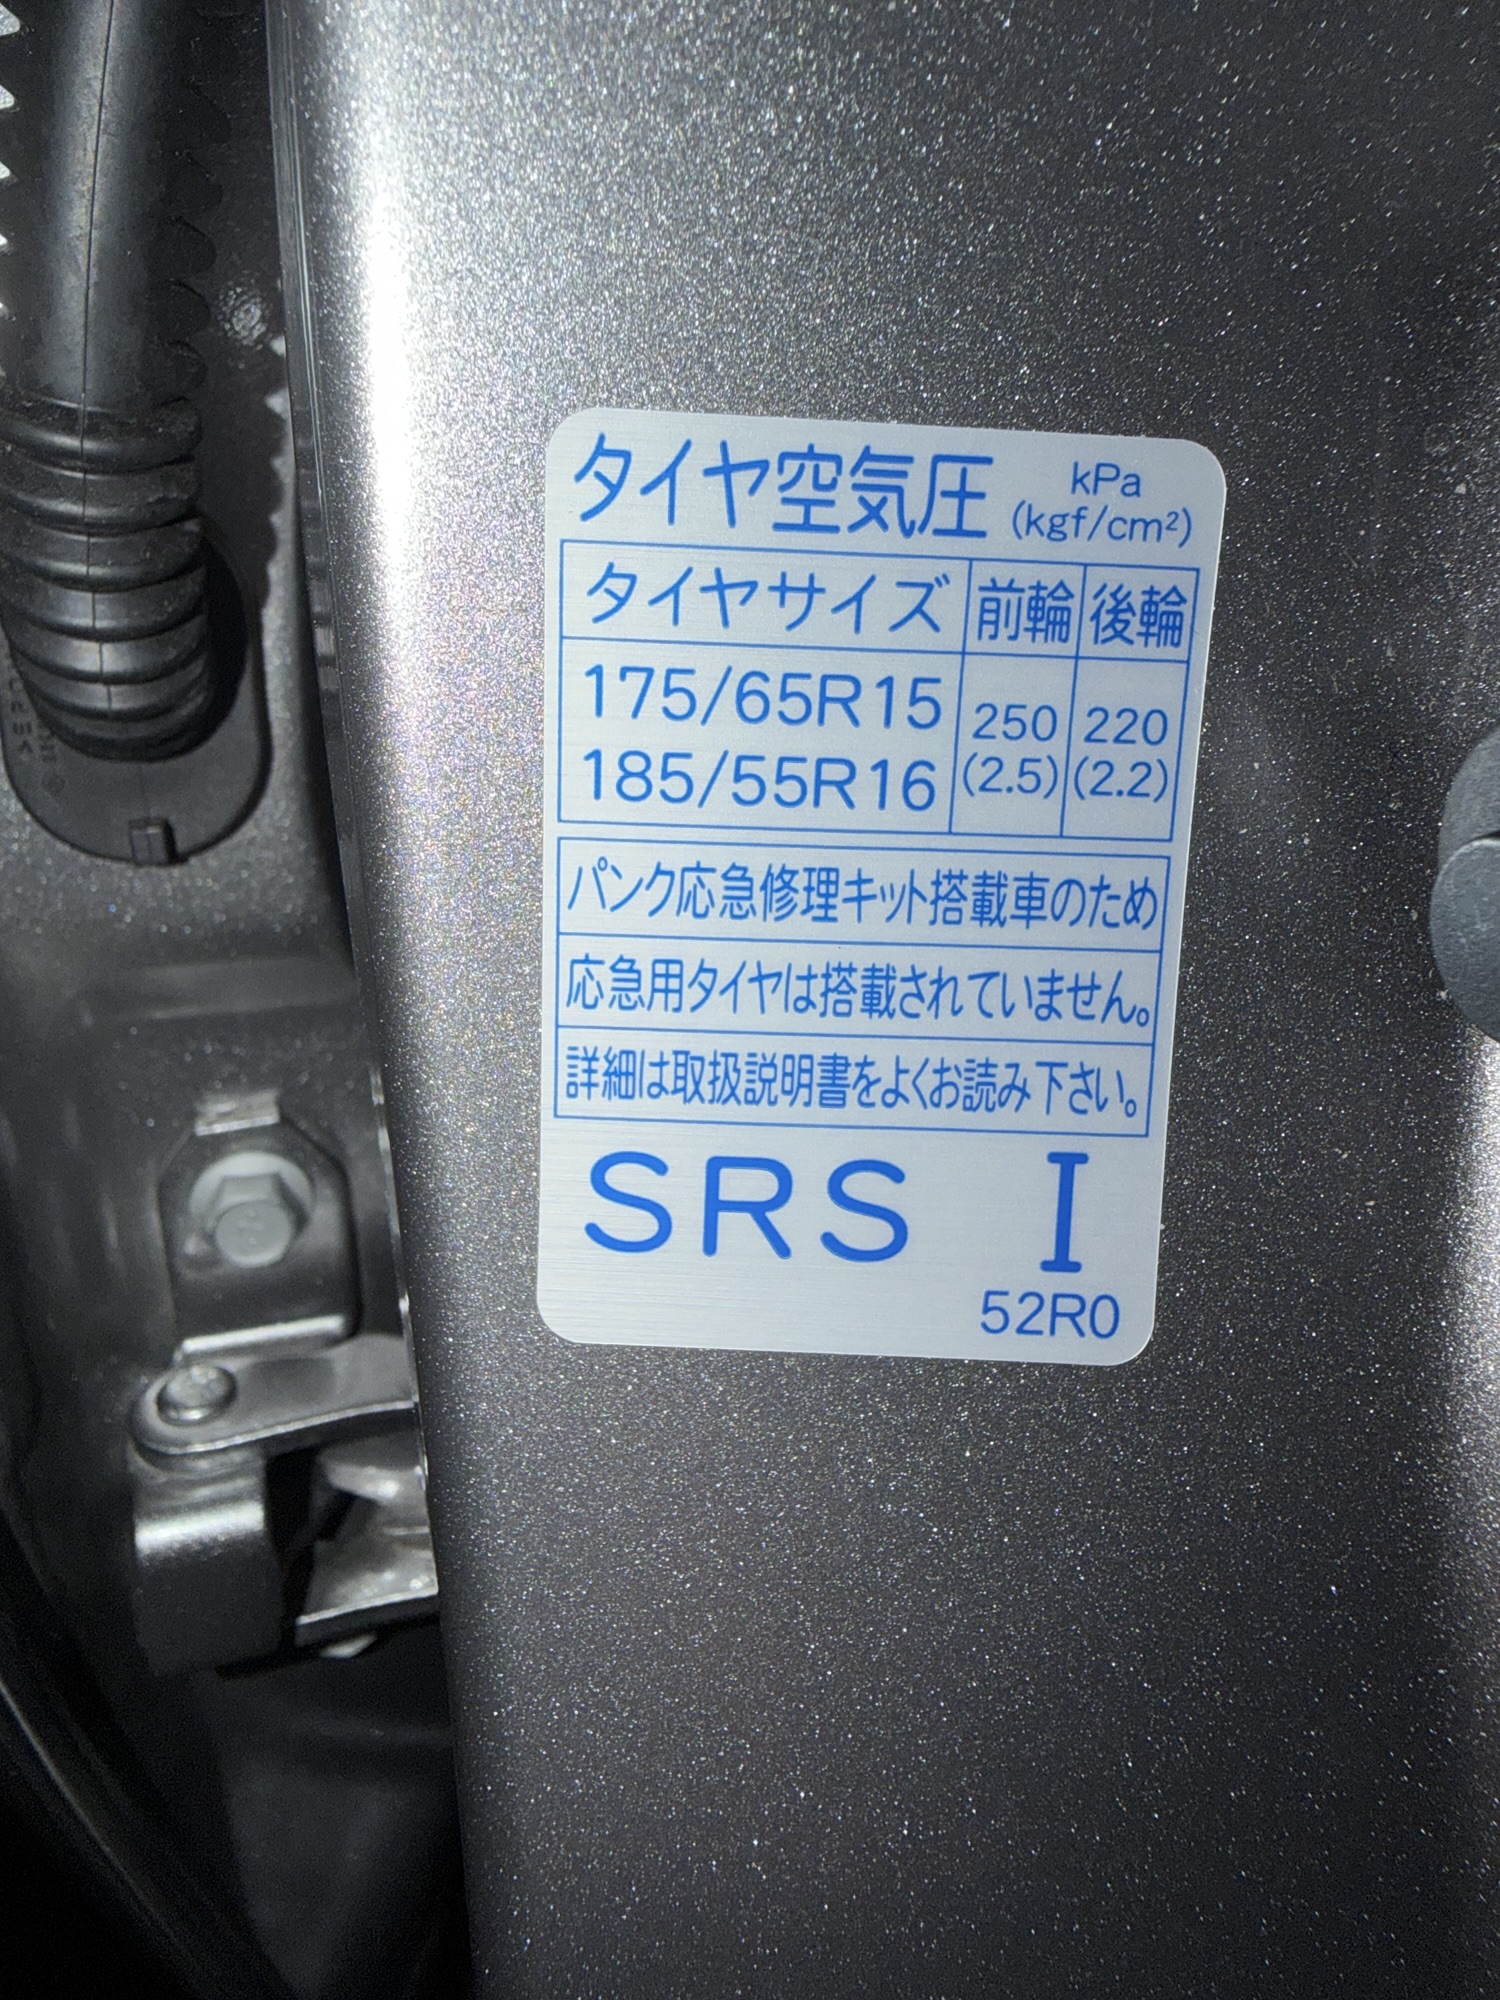 タイヤ空気圧 kPa
(kgf/cm²)
タイヤサイズ 前輪 後輪
175/65R15 250 220
185/55R16 (2.5) (2.2)
パンク応急修理キット搭載車のため
応急用タイヤは搭載されていません。
詳細は取扱説明書をよくお読み下さい。
SRS I
52R0